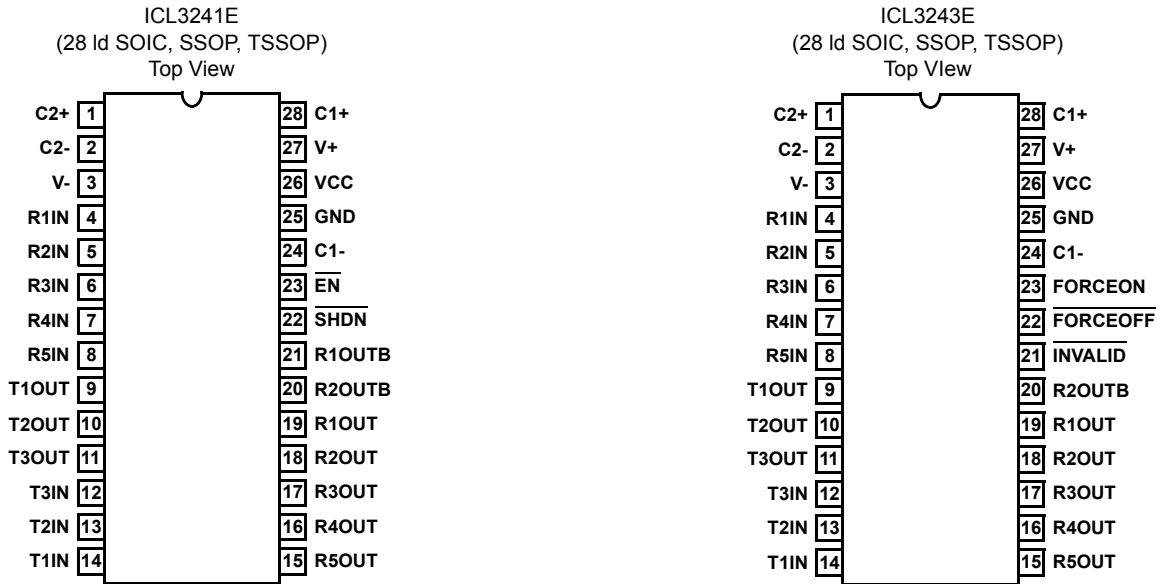 ICL3241E
(28 ld SOIC, SSOP, TSSOP)
Top View
C2+ 1 28 C1+
C2- 2 27 V+
V- 3 26 VCC
R1IN 4 25 GND
R2IN 5 24 C1-
R3IN 6 23 EN
R4IN 7 22 SHDN
R5IN 8 21 R1OUTB
T1OUT 9 20 R2OUTB
T2OUT 10 19 R1OUT
T3OUT 11 18 R2OUT
T3IN 12 17 R3OUT
T2IN 13 16 R4OUT
T1IN 14 15 R5OUT
ICL3243E
(28 ld SOIC, SSOP, TSSOP)
Top VIew
C2+ 1 28 C1+
C2- 2 27 V+
V- 3 26 VCC
R1IN 4 25 GND
R2IN 5 24 C1-
R3IN 6 23 FORCEON
R4IN 7 22 FORCEOFF
R5IN 8 21 INVALID
T1OUT 9 20 R2OUTB
T2OUT 10 19 R1OUT
T3OUT 11 18 R2OUT
T3IN 12 17 R3OUT
T2IN 13 16 R4OUT
T1IN 14 15 R5OUT